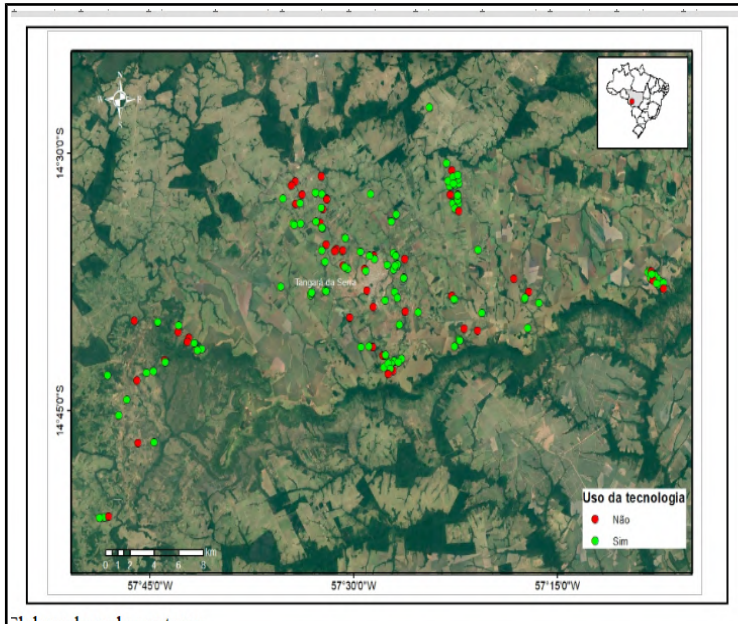 14°30'0"S
Tangará da Serra
14°45'0"S
Uso da tecnologia
Não
Sim
km
0 1 2 4 6 8
57°45'0"W 57°30'0"W 57°15'0"W